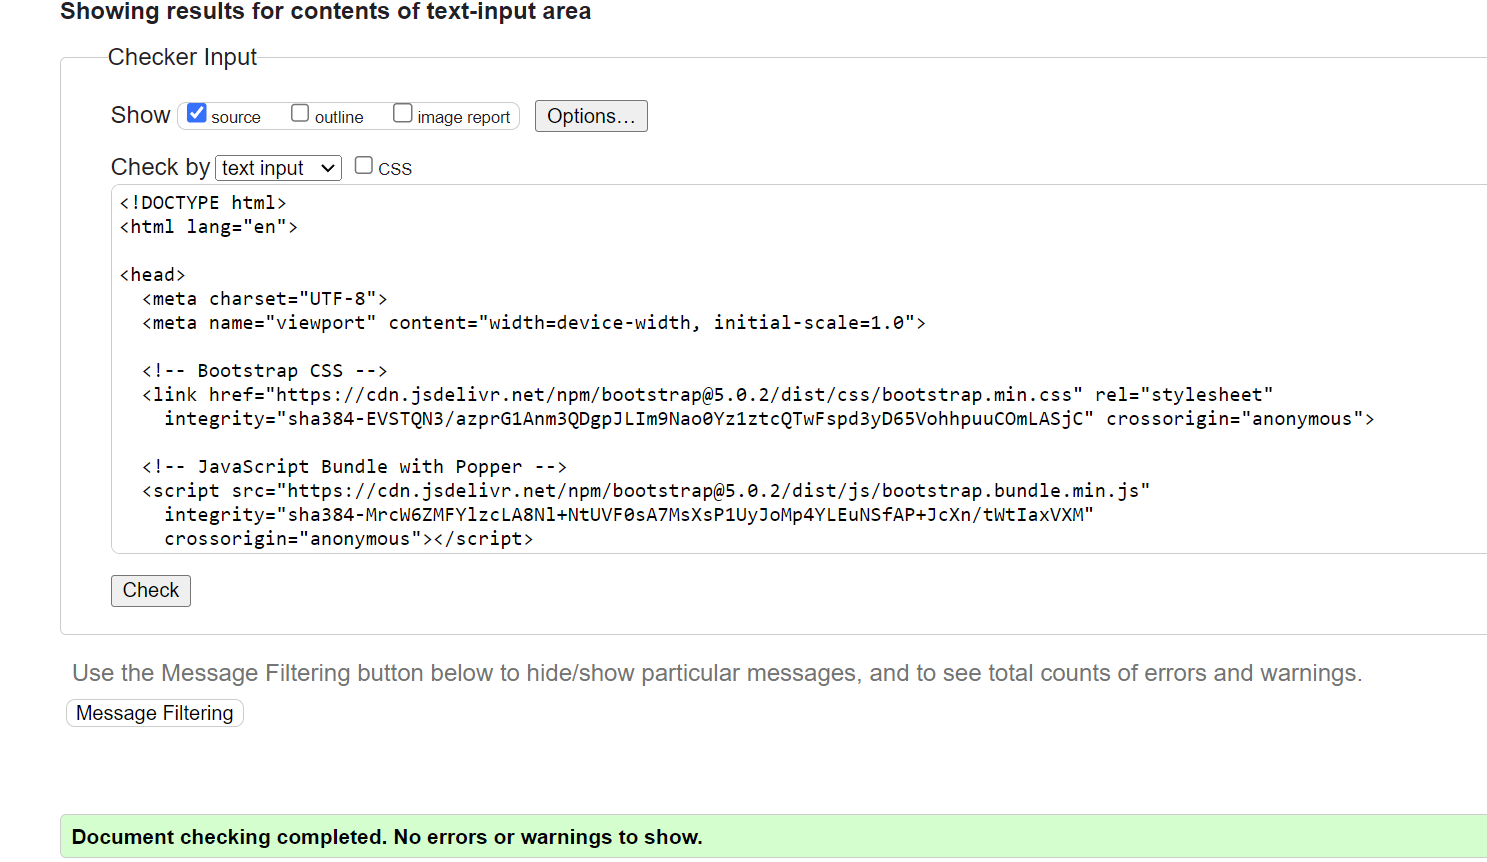 Showing results for contents of text-input area
Checker Input
Show source outline image report Options...
Check by text input CSS
<!DOCTYPE html>
<html lang="en">
<head>
<meta charset="UTF-8">
<meta name="viewport" content="width=device-width, initial-scale=1.0">
<!-- Bootstrap CSS -->
<link href="https://cdn.jsdelivr.net/npm/bootstrap@5.0.2/dist/css/bootstrap.min.css" rel="stylesheet"
integrity="sha384-EVSTQN3/azprG1Anm3QDgpJLIm9Nao0Yz1ztcQTwFspd3yD65VohhpuuCOmLASjC" crossorigin="anonymous">
<!-- JavaScript Bundle with Popper -->
<script src="https://cdn.jsdelivr.net/npm/bootstrap@5.0.2/dist/js/bootstrap.bundle.min.js"
integrity="sha384-MrcW6ZMFYlzcLA8Nl+NtUVF0sA7MsXsP1UyJoMp4YLEuNSfAP+JcXn/tWtIaxVXM"
crossorigin="anonymous"></script>
Check
Use the Message Filtering button below to hide/show particular messages, and to see total counts of errors and warnings.
Message Filtering
Document checking completed. No errors or warnings to show.